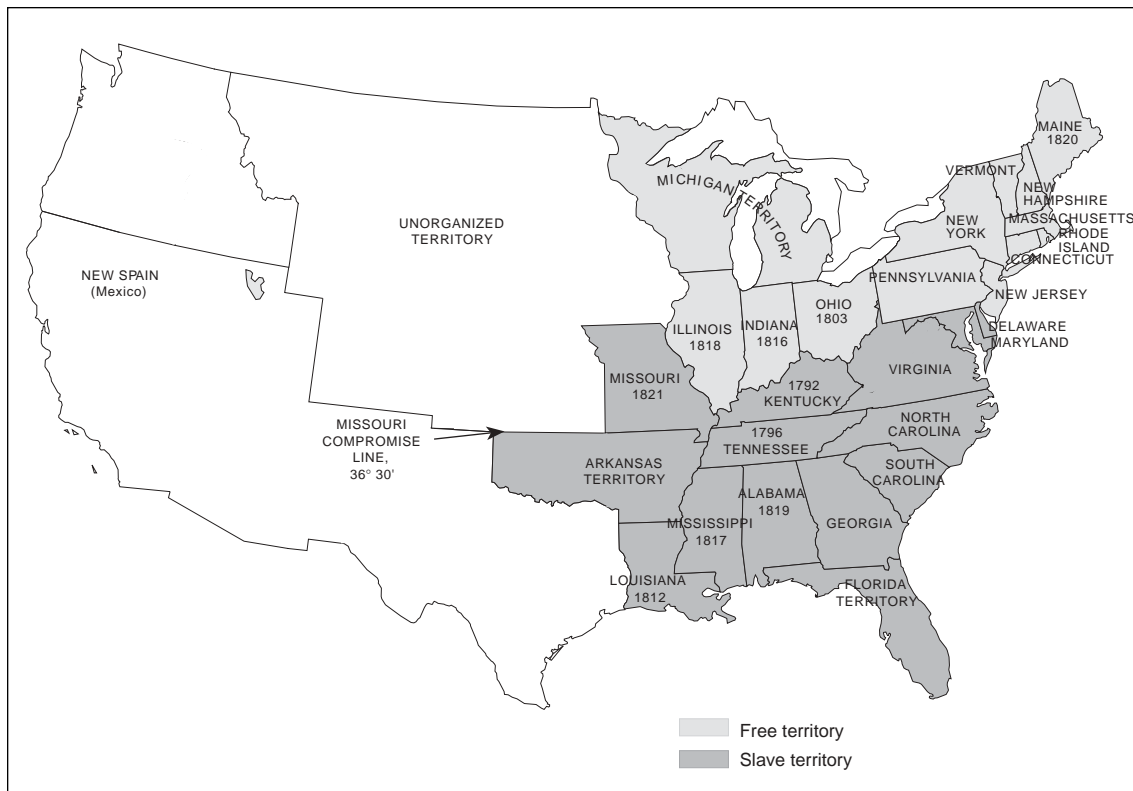 MAINE
1820
VERMONT
NEW
HAMPSHIRE
MASSACHUSETTS
RHODE
ISLAND
CONNECTICUT
NEW
YORK
MICHIGAN TERRITORY
TERRITORY
UNORGANIZED
TERRITORY
NEW SPAIN
(Mexico)
PENNSYLVANIA
NEW JERSEY
OHIO
1803
INDIANA
1816
ILLINOIS
1818
DELAWARE
MARYLAND
VIRGINIA
MISSOURI
1821
1792
KENTUCKY
NORTH
CAROLINA
MISSOURI
COMPROMISE
LINE,
36° 30'
1796
TENNESSEE
ARKANSAS
TERRITORY
SOUTH
CAROLINA
ALABAMA
1819
MISSISSIPPI
1817
GEORGIA
LOUISIANA
1812
FLORIDA
TERRITORY
Free territory
Slave territory